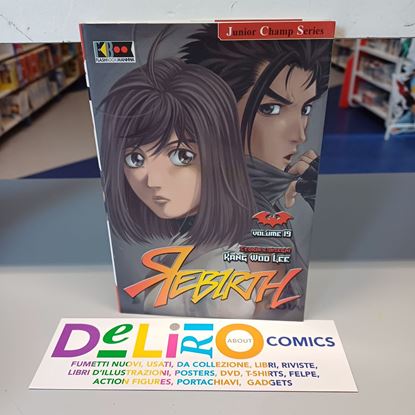 Junior Champ Series
FLASHBOOK MANHWA
VOLUME 19
KANG WOO LEE
REBIRTH
DELIRIO
ABOUT
COMICS
FUMETTI NUOVI, USATI, DA COLLEZIONE, LIBRI, RIVISTE,
LIBRI D'ILLUSTRAZIONI, POSTERS, DVD, T-SHIRTS, FELPE,
ACTION FIGURES, PORTACHIAVI, GADGETS